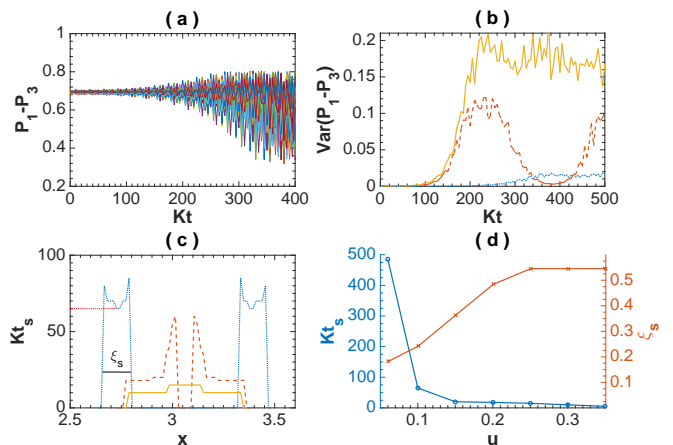 ( a )
( b )
P1-P3
1
0.8
0.6
0.4
0.2
0 100 200 300 400
Kt
Var(P1-P3)
0.2
0.15
0.1
0.05
0
0 100 200 300 400 500
Kt
( c )
( d )
Kts
100
50
0
ξs
2.5 3 3.5
x
Kts
500
400
300
200
100
0
0.1 0.2 0.3
u
0.5
0.4
0.3
0.2
0.1
ξs